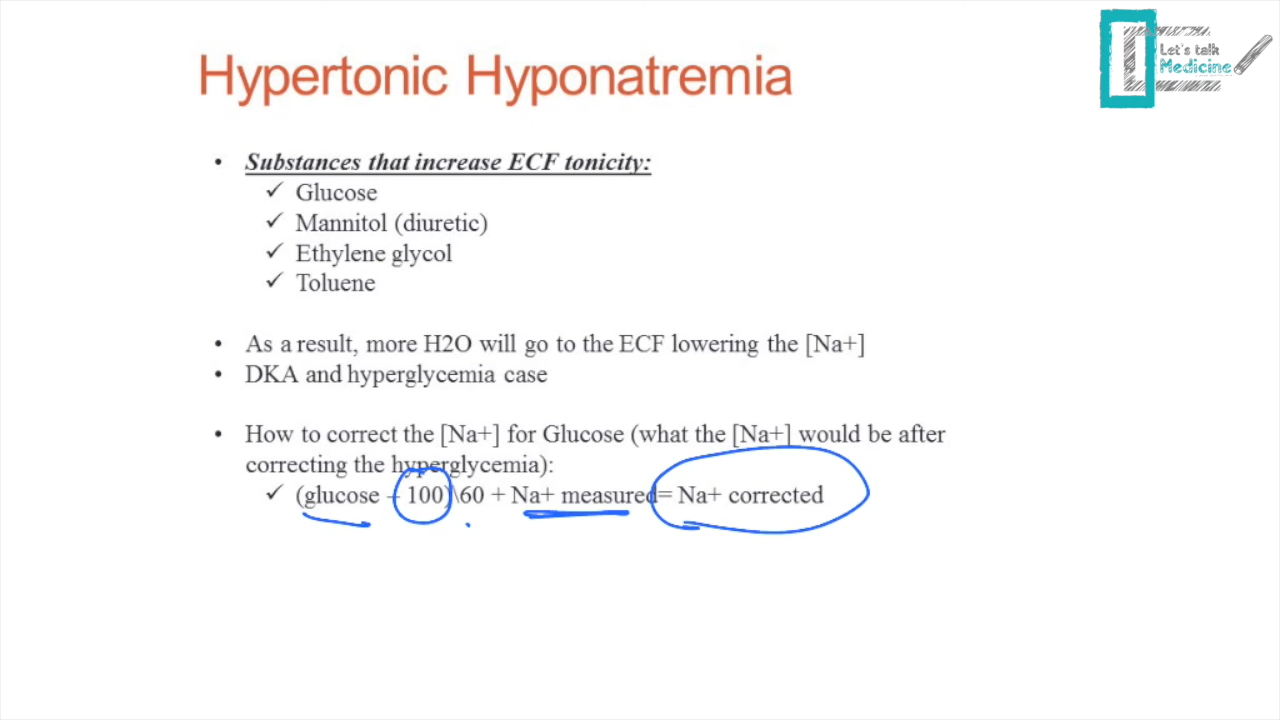 Let's talk
Medicine
Hypertonic Hyponatremia
• Substances that increase ECF tonicity:
✓ Glucose
✓ Mannitol (diuretic)
✓ Ethylene glycol
✓ Toluene
• As a result, more H2O will go to the ECF lowering the [Na+]
• DKA and hyperglycemia case
• How to correct the [Na+] for Glucose (what the [Na+] would be after
correcting the hyperglycemia):
✓ (glucose – 100)\60 + Na+ measured= Na+ corrected